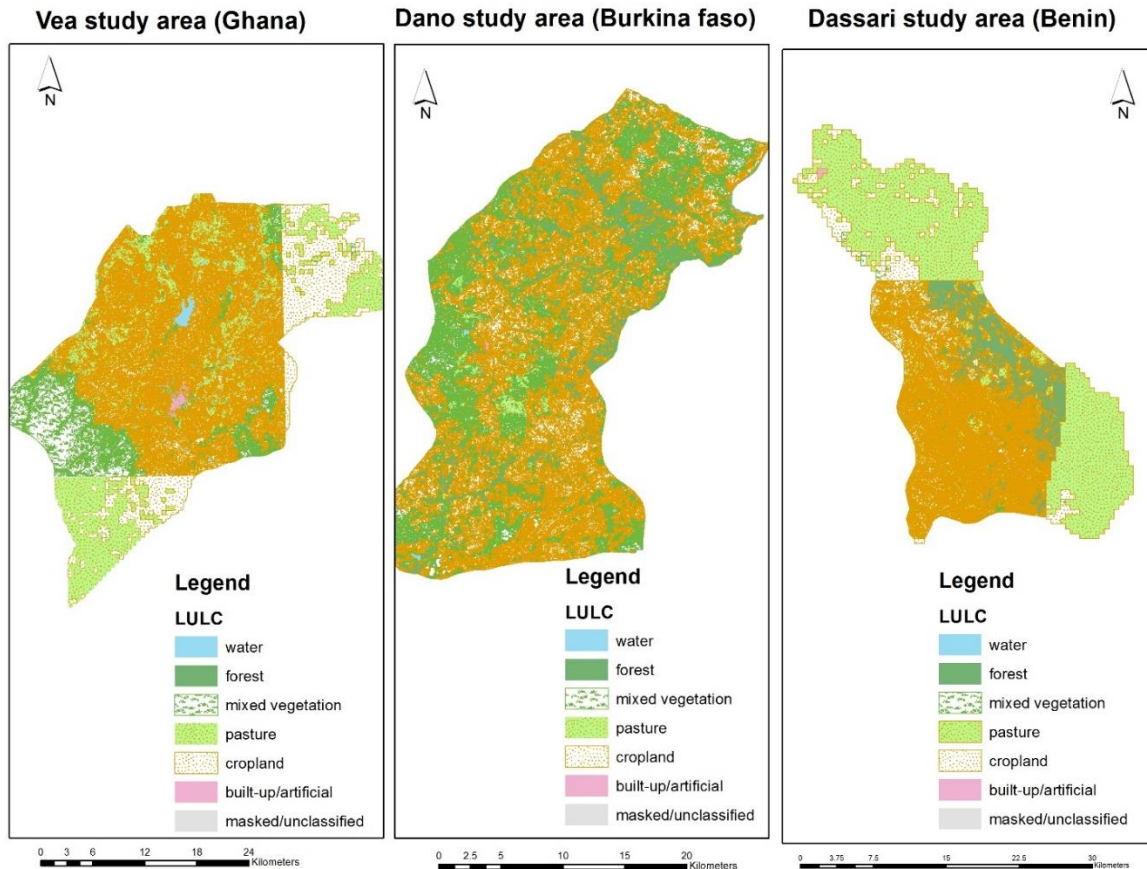 Vea study area (Ghana)
N
Legend
LULC
water
forest
mixed vegetation
pasture
cropland
built-up/artificial
masked/unclassified
0 3 6 12 18 24
Kilometers
Dano study area (Burkina faso)
N
Legend
LULC
water
forest
mixed vegetation
pasture
cropland
built-up/artificial
masked/unclassified
0 2.5 5 10 15 20
Kilometers
Dassari study area (Benin)
N
Legend
LULC
water
forest
mixed vegetation
pasture
cropland
built-up/artificial
masked/unclassified
0 3.75 7.5 15 22.5 30
Kilometers